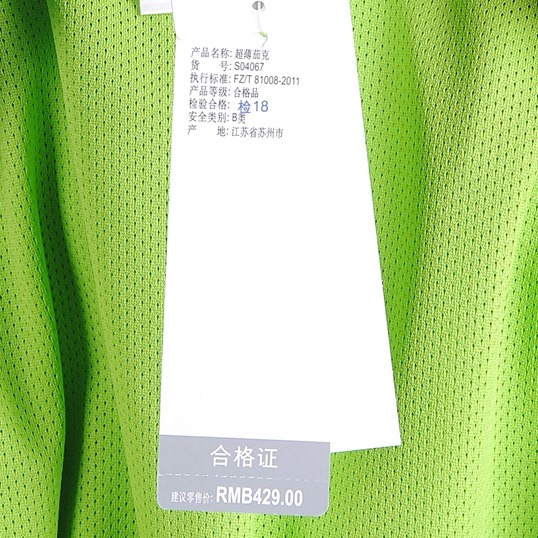 产品名称: 超薄茄克
货 号: S04067
执行标准: FZ/T 81008-2011
产品等级: 合格品
检验合格: 检18
安全类别: B类
产 地: 江苏省苏州市
合格证
建议零售价: RMB429.00